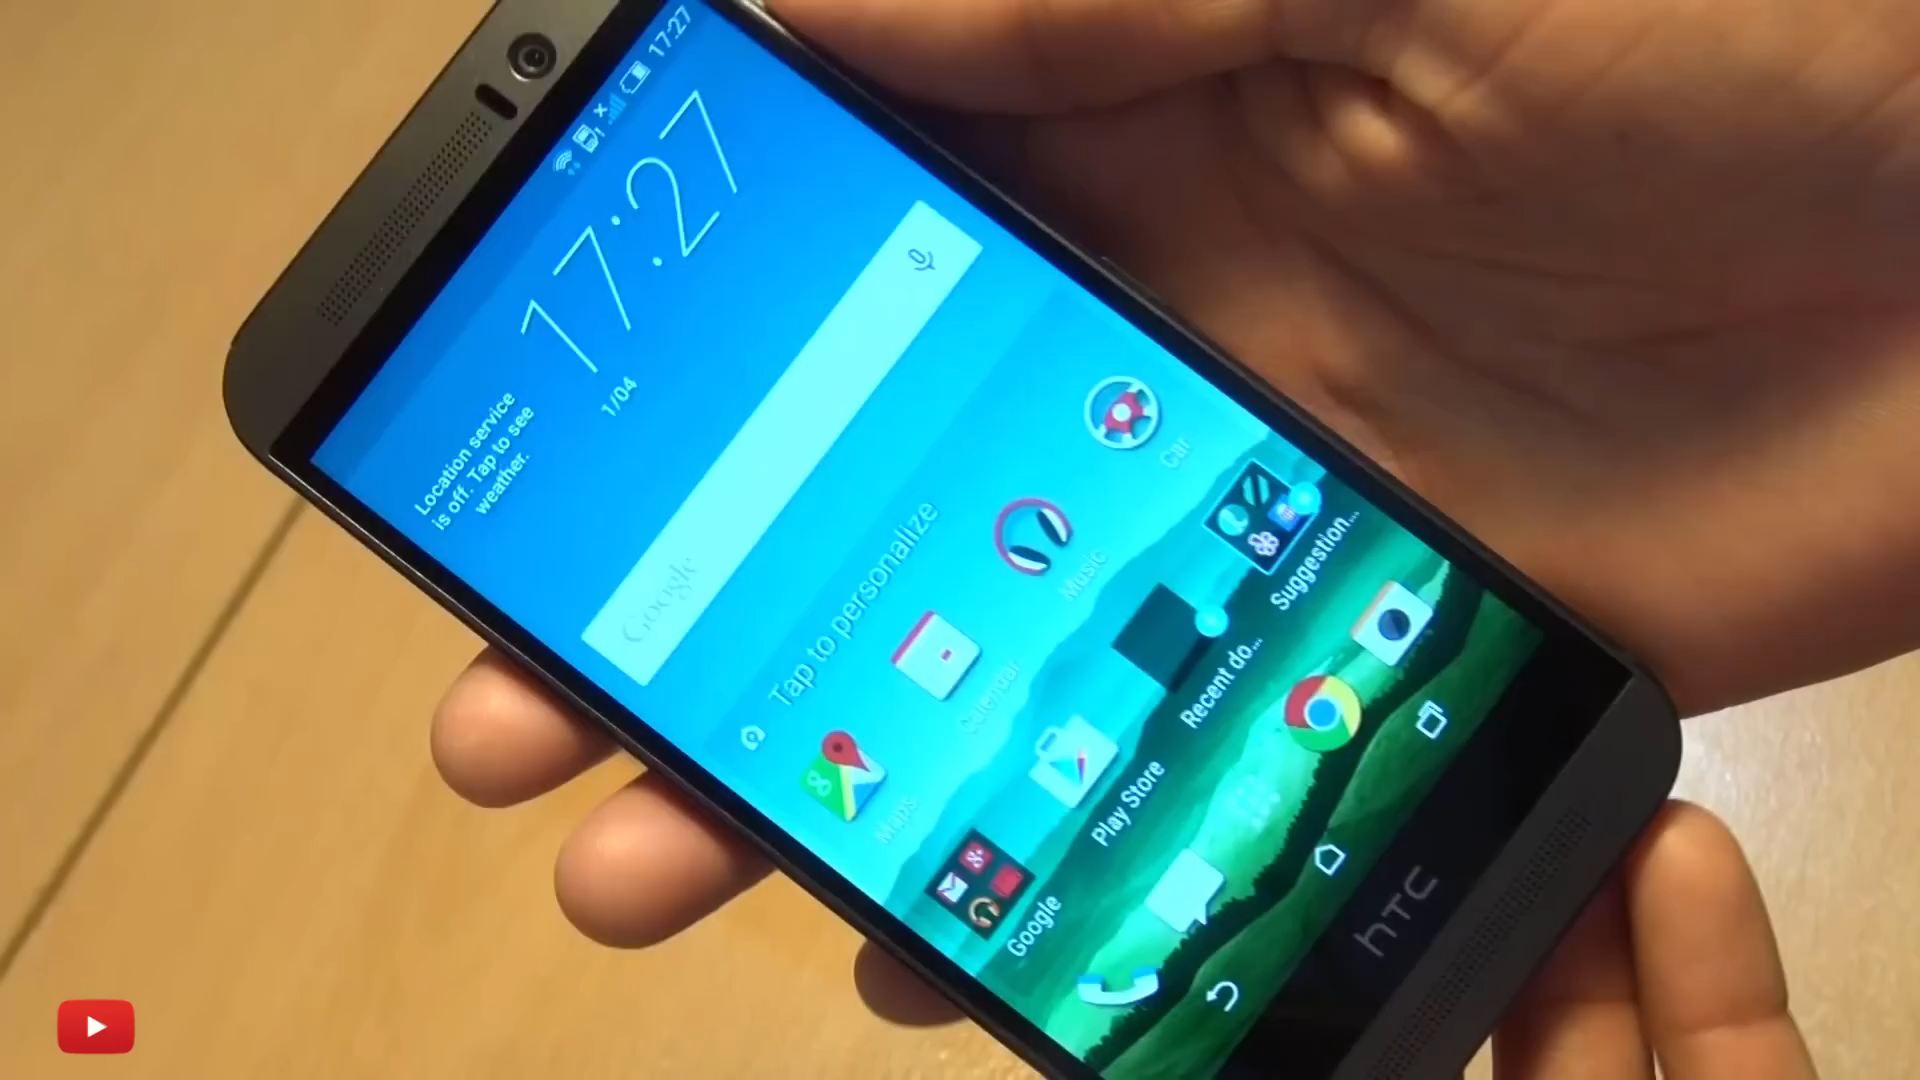 17:27
17:27
1/04
Location service
is off. Tap to see
weather.
Google
Tap to personalize
Car
Music
Calendar
Maps
Suggestion...
Recent do...
Play Store
Google
8+
hTC